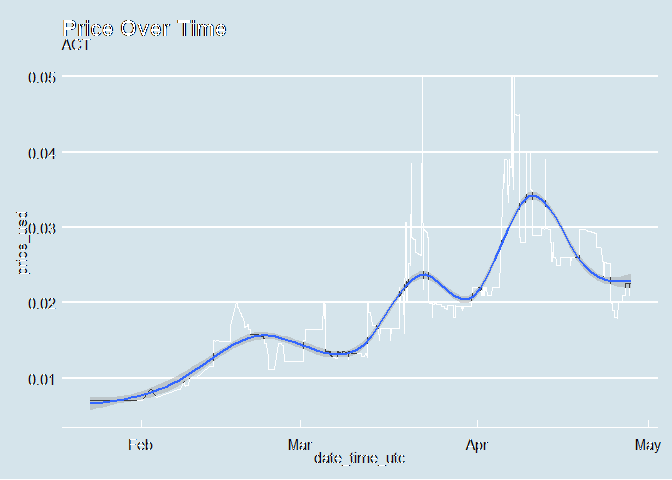 Price Over Time
ACT
0.05
0.04
0.03
0.02
0.01
price_usd
Feb
Mar
Apr
May
date_time_utc